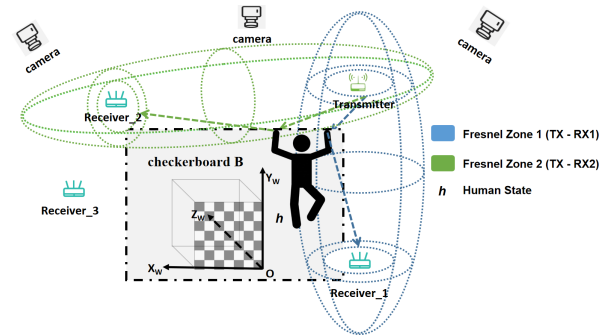 camera
camera
camera
Receiver_2
Transmitter
Fresnel Zone 1 (TX - RX1)
Fresnel Zone 2 (TX - RX2)
h Human State
checkerboard B
Y_W
Z_W
h
Receiver_3
X_W
O
Receiver_1